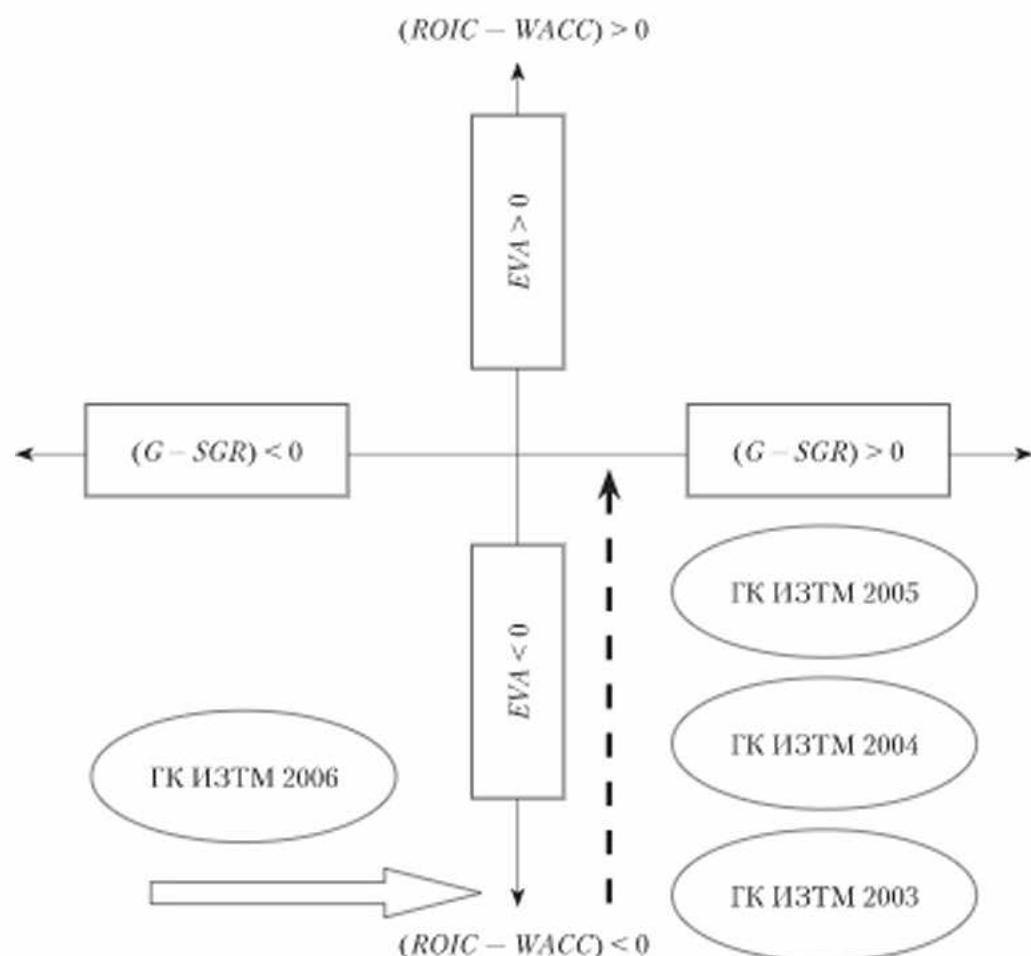 (ROIC – WACC) > 0
EVA > 0
(G – SGR) < 0
(G – SGR) > 0
ГК ИЗТМ 2005
EVA < 0
ГК ИЗТМ 2004
ГК ИЗТМ 2006
ГК ИЗТМ 2003
(ROIC – WACC) < 0